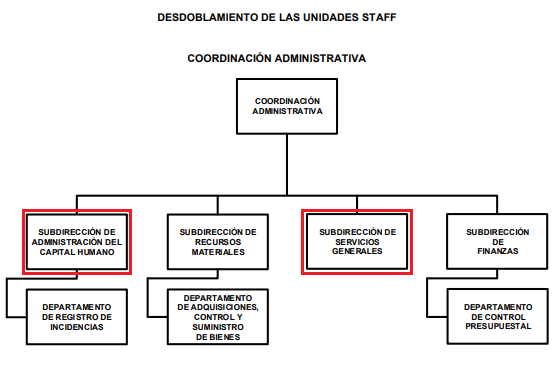 DESDOBLAMIENTO DE LAS UNIDADES STAFF
COORDINACIÓN ADMINISTRATIVA
COORDINACIÓN
ADMINISTRATIVA
SUBDIRECCIÓN DE
ADMINISTRACIÓN DEL
CAPITAL HUMANO
SUBDIRECCIÓN DE
RECURSOS
MATERIALES
SUBDIRECCIÓN DE
SERVICIOS
GENERALES
SUBDIRECCIÓN
DE
FINANZAS
DEPARTAMENTO
DE REGISTRO DE
INCIDENCIAS
DEPARTAMENTO
DE ADQUISICIONES,
CONTROL Y
SUMINISTRO
DE BIENES
DEPARTAMENTO
DE CONTROL
PRESUPUESTAL